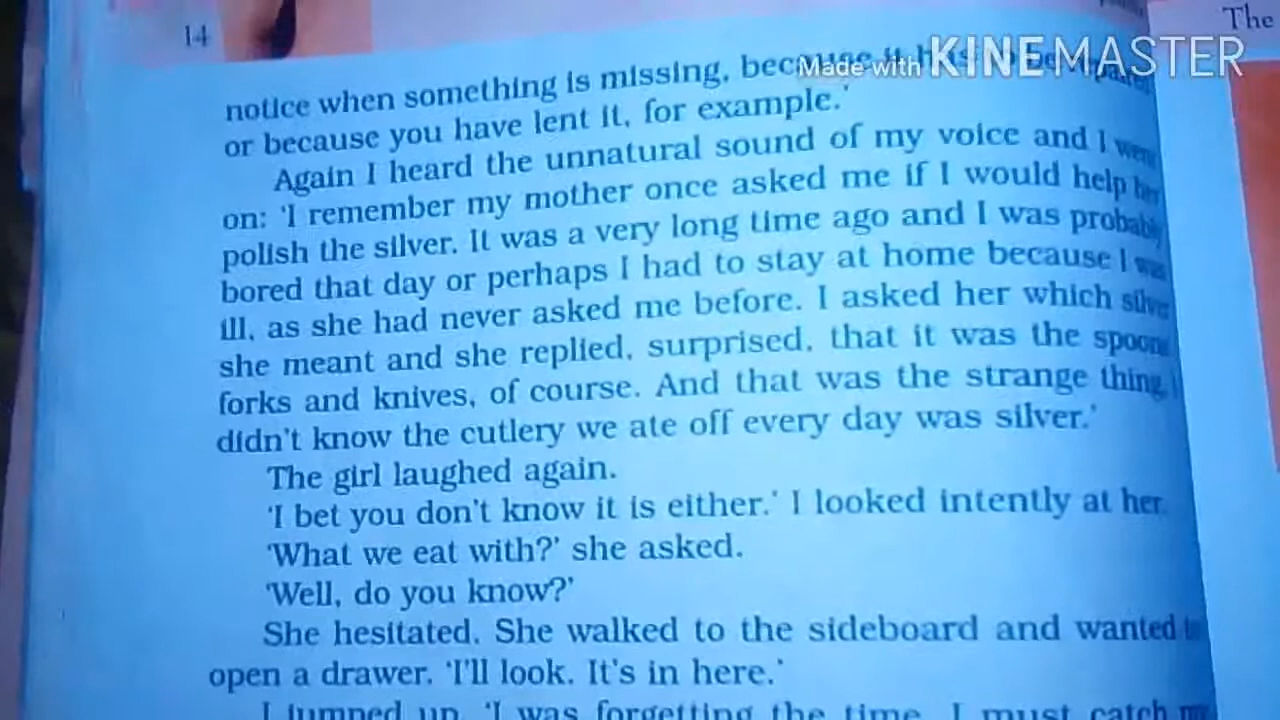 14
The
Made with KINEMASTER
notice when something is missing, because it has to be
or because you have lent it, for example.'
Again I heard the unnatural sound of my voice and I went
on: 'I remember my mother once asked me if I would help her
polish the silver. It was a very long time ago and I was probably
bored that day or perhaps I had to stay at home because I was
ill, as she had never asked me before. I asked her which silver
she meant and she replied, surprised, that it was the spoons
forks and knives, of course. And that was the strange thing, I
didn't know the cutlery we ate off every day was silver.'
The girl laughed again.
'I bet you don't know it is either.' I looked intently at her.
'What we eat with?' she asked.
'Well, do you know?'
She hesitated. She walked to the sideboard and wanted to
open a drawer. 'I'll look. It's in here.'
I jumped up. 'I was forgetting the time. I must catch my